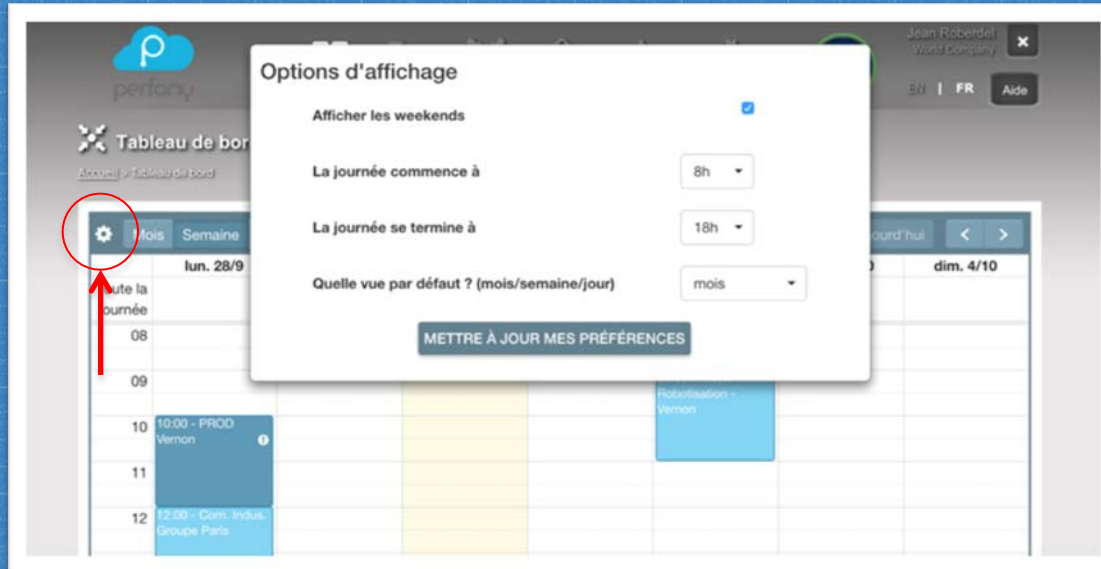 perfony
Jean Roberdel
World Company
EN | FR
Aide
Tableau de bor
Accueil > Tableau de bord
Options d'affichage
Afficher les weekends
La journée commence à
8h
La journée se termine à
18h
Quelle vue par défaut ? (mois/semaine/jour)
mois
METTRE À JOUR MES PRÉFÉRENCES
Mois Semaine
ourd'hui
lun. 28/9
dim. 4/10
ute la
ournée
08
09
Robotisation -
Vernon
10
10:00 - PROD
Vernon
11
12
12:00 - Com. Indus.
Groupe Paris